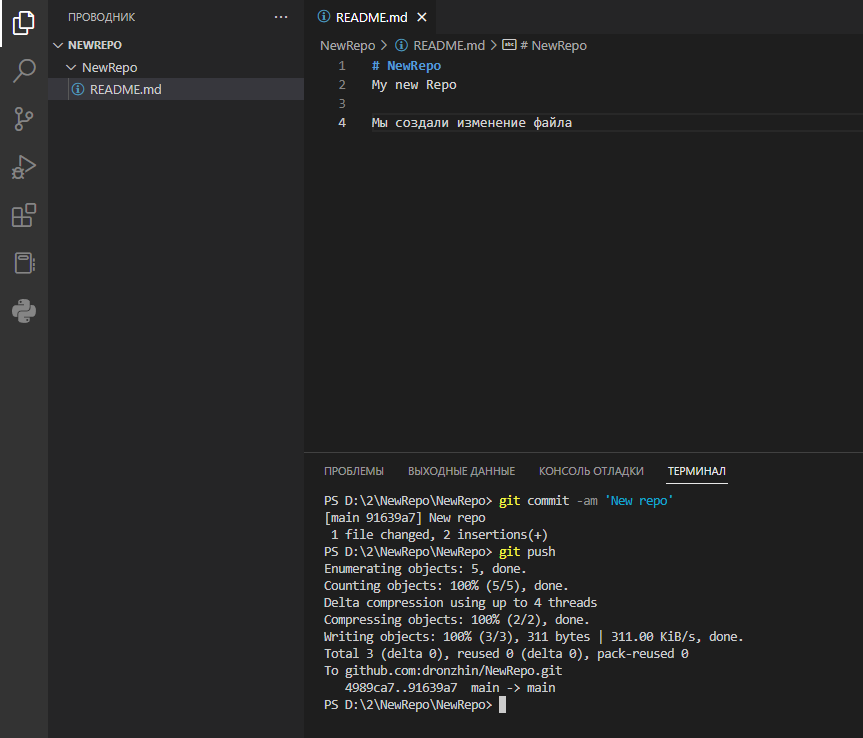 ПРОВОДНИК ···
NEWREPO
NewRepo
README.md
README.md
NewRepo > README.md > # NewRepo
1 # NewRepo
2 My new Repo
3
4 Мы создали изменение файла
ПРОБЛЕМЫ ВЫХОДНЫЕ ДАННЫЕ КОНСОЛЬ ОТЛАДКИ ТЕРМИНАЛ
PS D:\2\NewRepo\NewRepo> git commit -am 'New repo'
[main 91639a7] New repo
1 file changed, 2 insertions(+)
PS D:\2\NewRepo\NewRepo> git push
Enumerating objects: 5, done.
Counting objects: 100% (5/5), done.
Delta compression using up to 4 threads
Compressing objects: 100% (2/2), done.
Writing objects: 100% (3/3), 311 bytes | 311.00 KiB/s, done.
Total 3 (delta 0), reused 0 (delta 0), pack-reused 0
To github.com:dronzhin/NewRepo.git
4989ca7..91639a7 main -> main
PS D:\2\NewRepo\NewRepo>